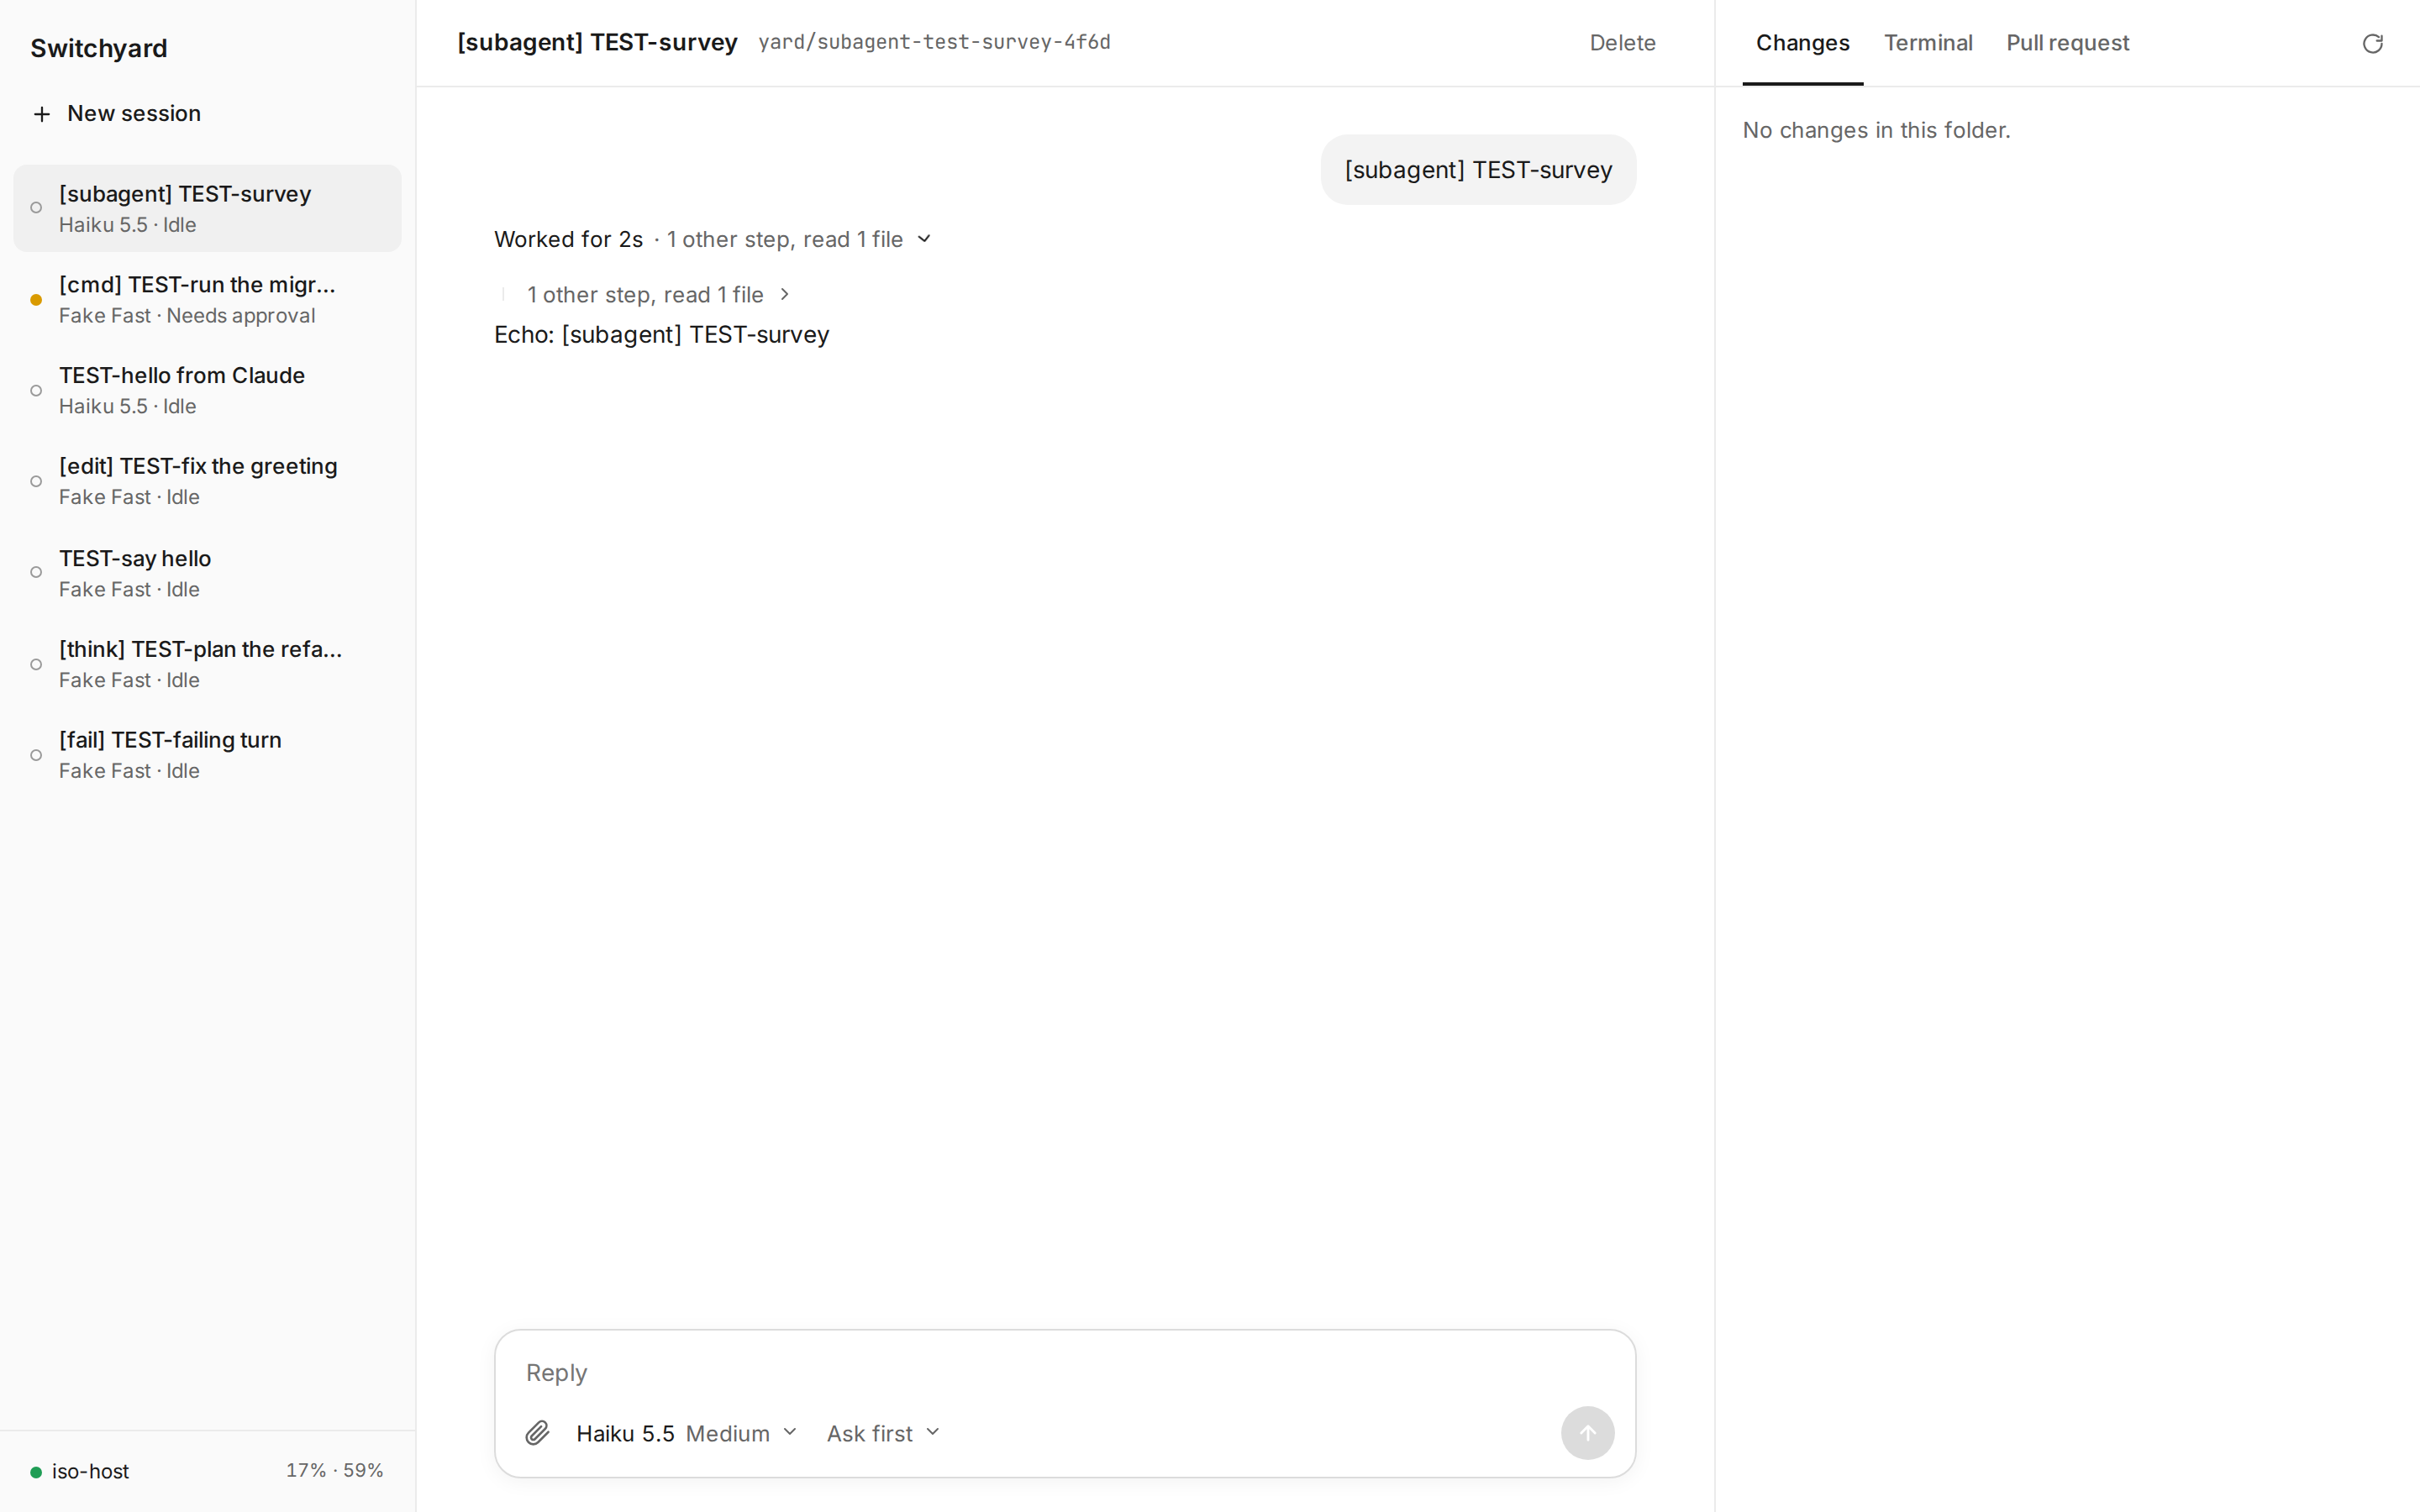 Switchyard
New session
[subagent] TEST-survey
Haiku 5.5 · Idle
[cmd] TEST-run the migr...
Fake Fast · Needs approval
TEST-hello from Claude
Haiku 5.5 · Idle
[edit] TEST-fix the greeting
Fake Fast · Idle
TEST-say hello
Fake Fast · Idle
[think] TEST-plan the refa...
Fake Fast · Idle
[fail] TEST-failing turn
Fake Fast · Idle
iso-host 17% · 59%
[subagent] TEST-survey yard/subagent-test-survey-4f6d Delete
[subagent] TEST-survey
Worked for 2s · 1 other step, read 1 file
1 other step, read 1 file
Echo: [subagent] TEST-survey
Reply
Haiku 5.5 Medium Ask first
Changes Terminal Pull request
No changes in this folder.